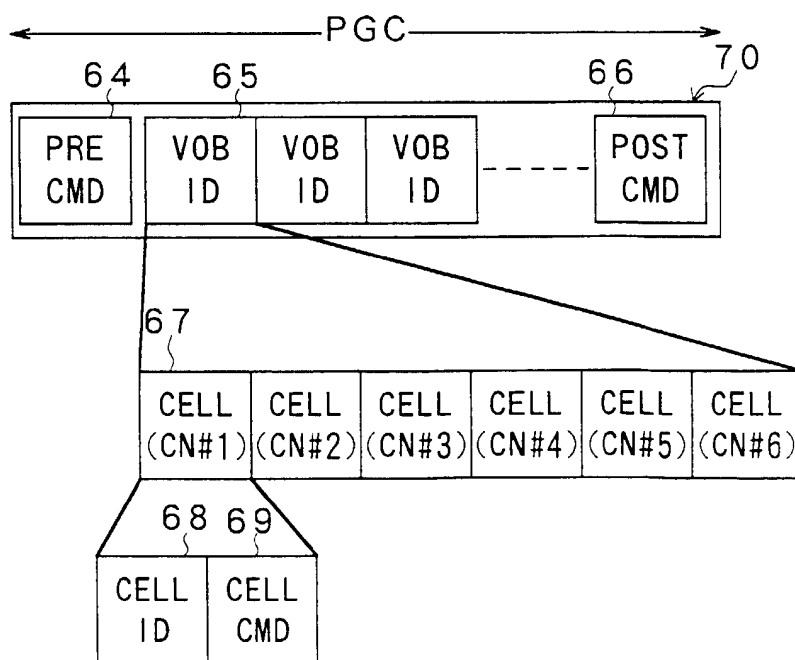 PGC
64 65 66 70
PRE VOB VOB VOB POST
CMD ID ID ID CMD
67
CELL CELL CELL CELL CELL CELL
(CN#1) (CN#2) (CN#3) (CN#4) (CN#5) (CN#6)
68 69
CELL CELL
ID CMD